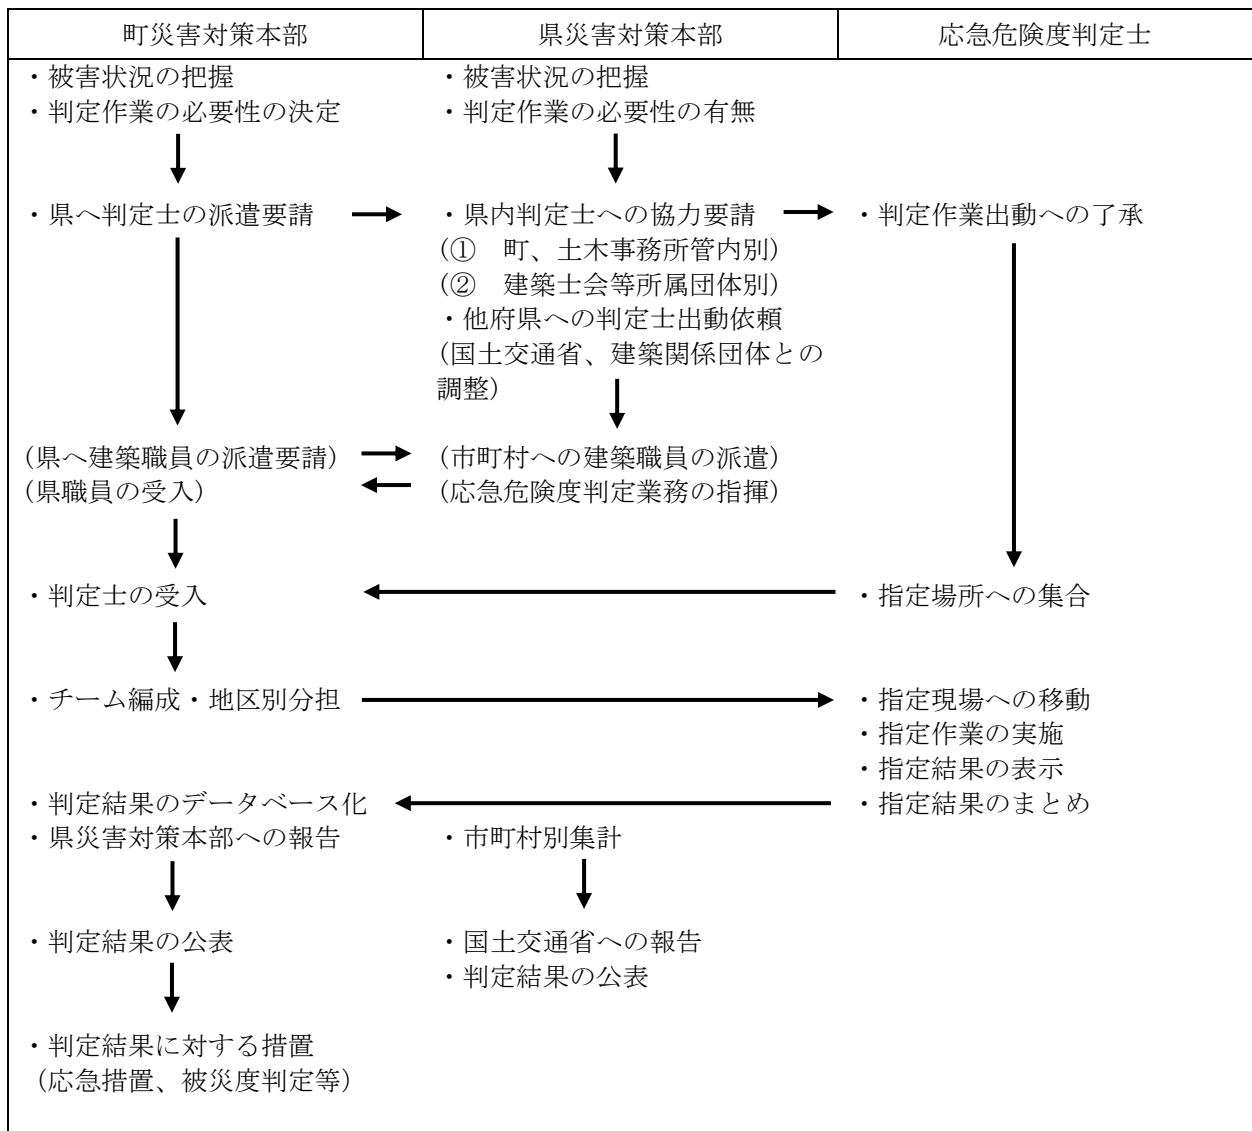 町災害対策本部
県災害対策本部
応急危険度判定士
・被害状況の把握
・判定作業の必要性の決定
・県へ判定士の派遣要請
(県へ建築職員の派遣要請)
(県職員の受入)
・判定士の受入
・チーム編成・地区別分担
・判定結果のデータベース化
・県災害対策本部への報告
・判定結果の公表
・判定結果に対する措置
(応急措置、被災度判定等)
・被害状況の把握
・判定作業の必要性の有無
・県内判定士への協力要請
(①　町、土木事務所管内別)
(②　建築士会等所属団体別)
・他府県への判定士出動依頼
(国土交通省、建築関係団体との
調整)
(市町村への建築職員の派遣)
(応急危険度判定業務の指揮)
・市町村別集計
・国土交通省への報告
・判定結果の公表
・判定作業出動への了承
・指定場所への集合
・指定現場への移動
・指定作業の実施
・指定結果の表示
・指定結果のまとめ